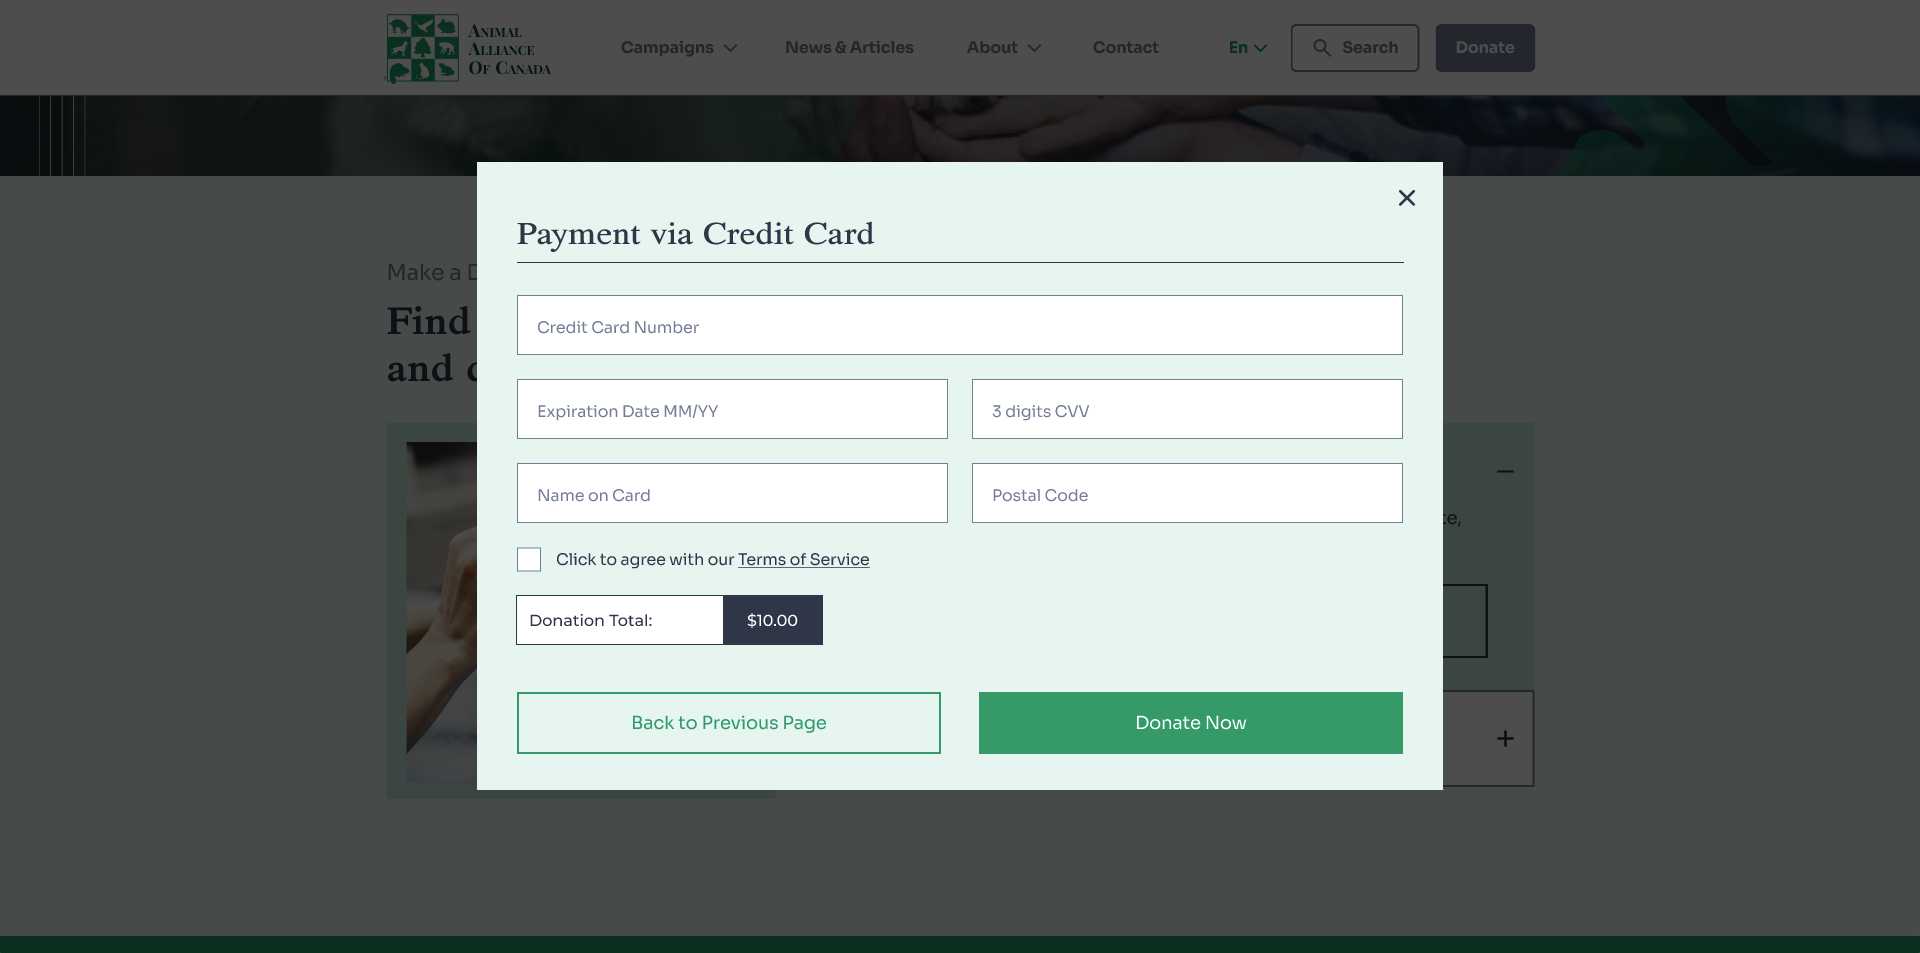 ANIMAL
ALLIANCE
OF CANADA
Campaigns
News & Articles
About
Contact
En
Search
Donate
Make a
Find
and
Payment via Credit Card
Credit Card Number
Expiration Date MM/YY
3 digits CVV
Name on Card
Postal Code
te,
Click to agree with our Terms of Service
Donation Total:
$10.00
Back to Previous Page
Donate Now